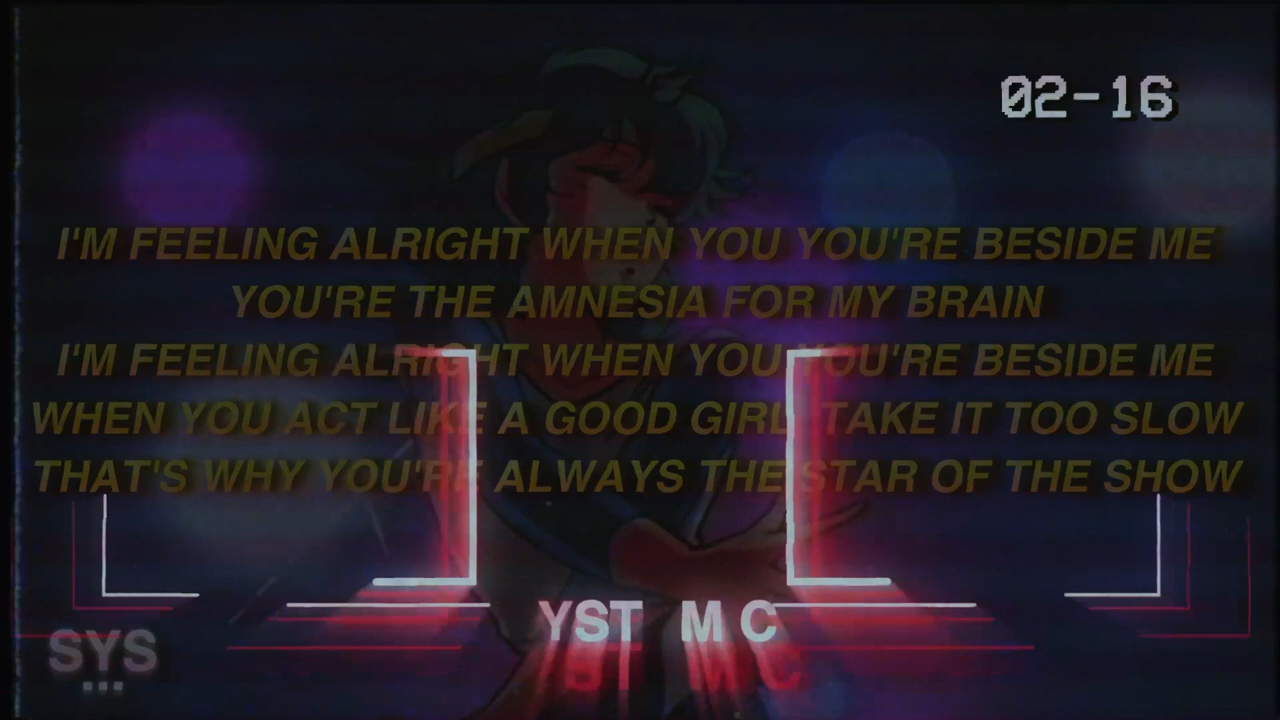 02-16
I'M FEELING ALRIGHT WHEN YOU YOU'RE BESIDE ME
YOU'RE THE AMNESIA FOR MY BRAIN
I'M FEELING ALRIGHT WHEN YOU YOU'RE BESIDE ME
WHEN YOU ACT LIKE A GOOD GIRL TAKE IT TOO SLOW
THAT'S WHY YOU'RE ALWAYS THE STAR OF THE SHOW
YST M C
SYS